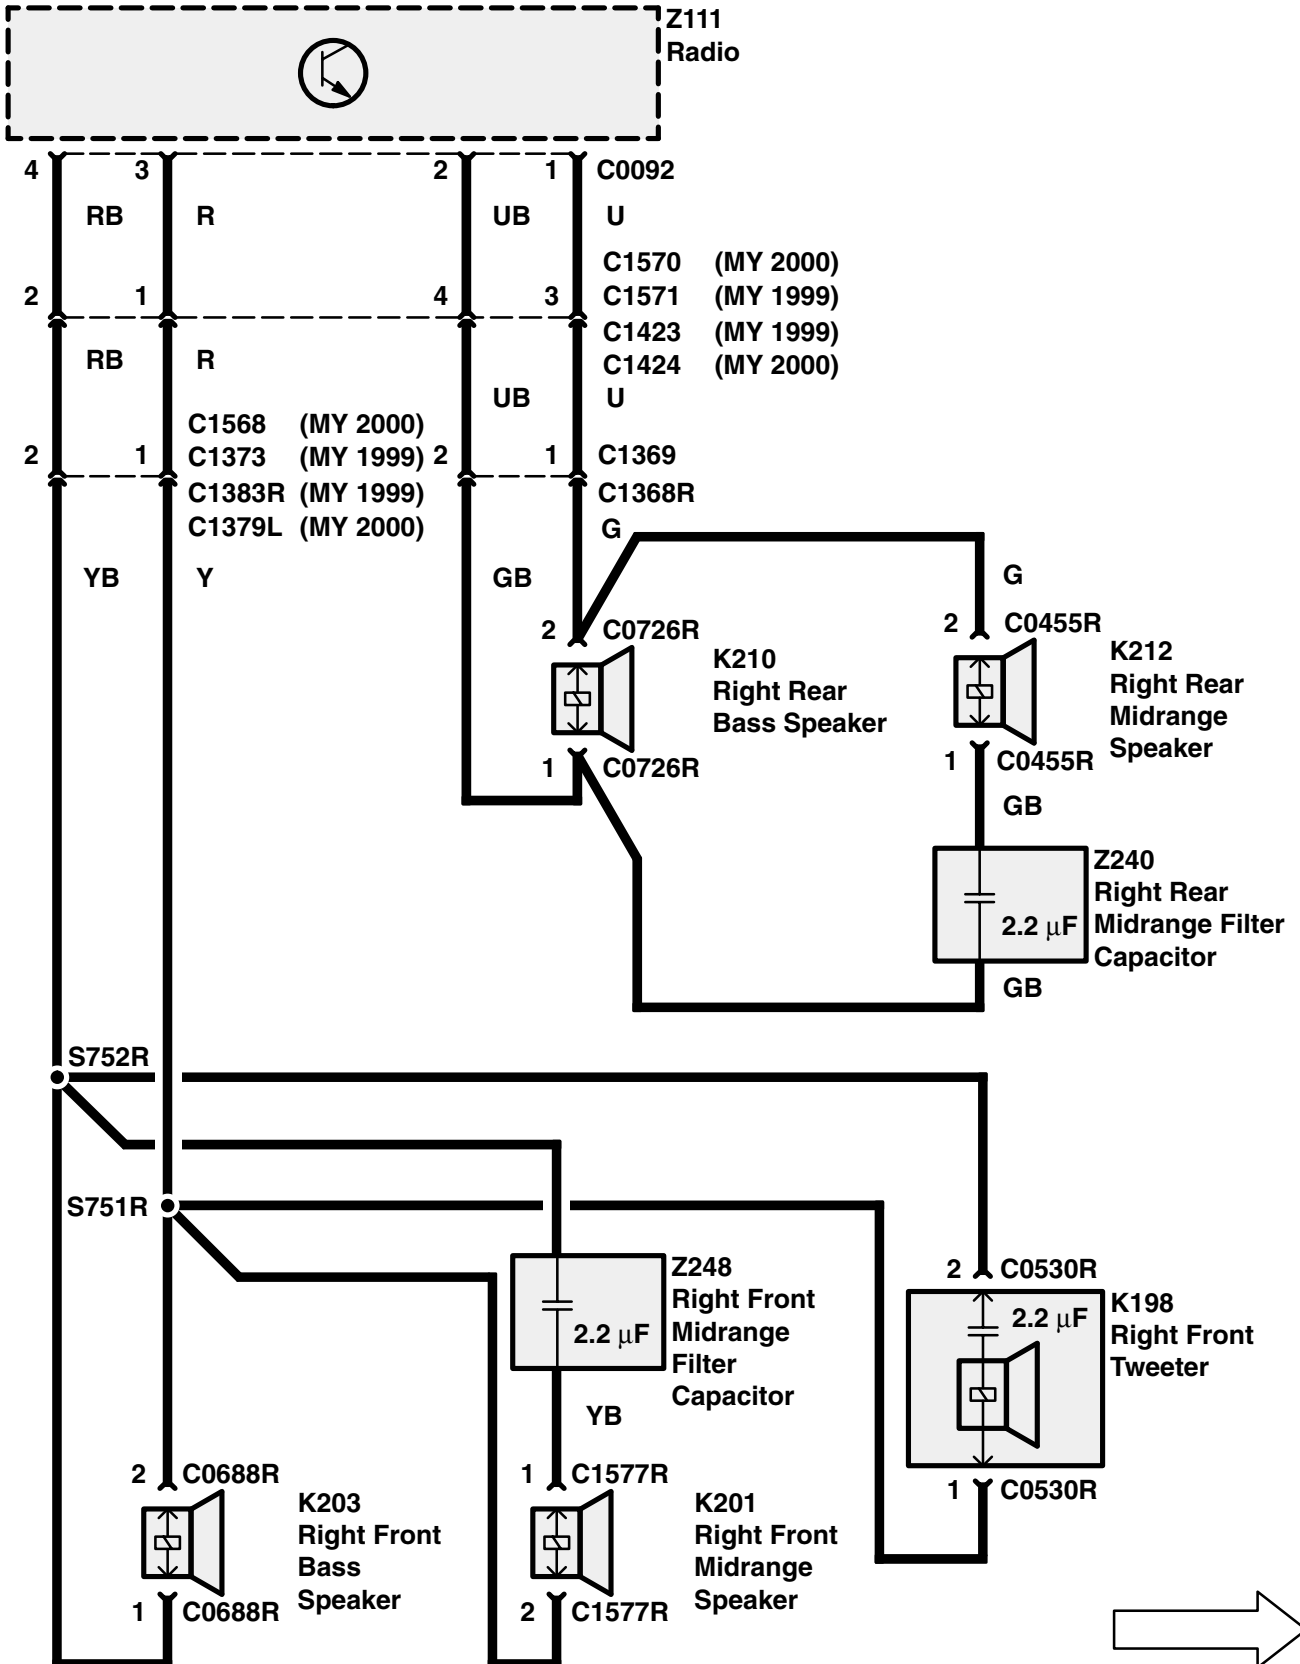 Z111
Radio
4 3 2 1 C0092
RB R UB U
C1570 (MY 2000)
2 1 4 3 C1571 (MY 1999)
C1423 (MY 1999)
RB R C1424 (MY 2000)
UB U
C1568 (MY 2000)
2 1 C1373 (MY 1999) 2 1 C1369
C1383R (MY 1999) C1368R
C1379L (MY 2000) G
YB Y GB G
2 C0726R 2 C0455R
K210
Right Rear
Bass Speaker
K212
Right Rear
Midrange
Speaker
1 C0726R 1 C0455R
GB
Z240
Right Rear
Midrange Filter
Capacitor
2.2 µF
GB
S752R
S751R
Z248
Right Front
Midrange
Filter
Capacitor
2.2 µF
YB
2 C0530R
K198
Right Front
Tweeter
2.2 µF
1 C0530R
2 C0688R
K203
Right Front
Bass
Speaker
1 C0688R
1 C1577R
K201
Right Front
Midrange
Speaker
2 C1577R